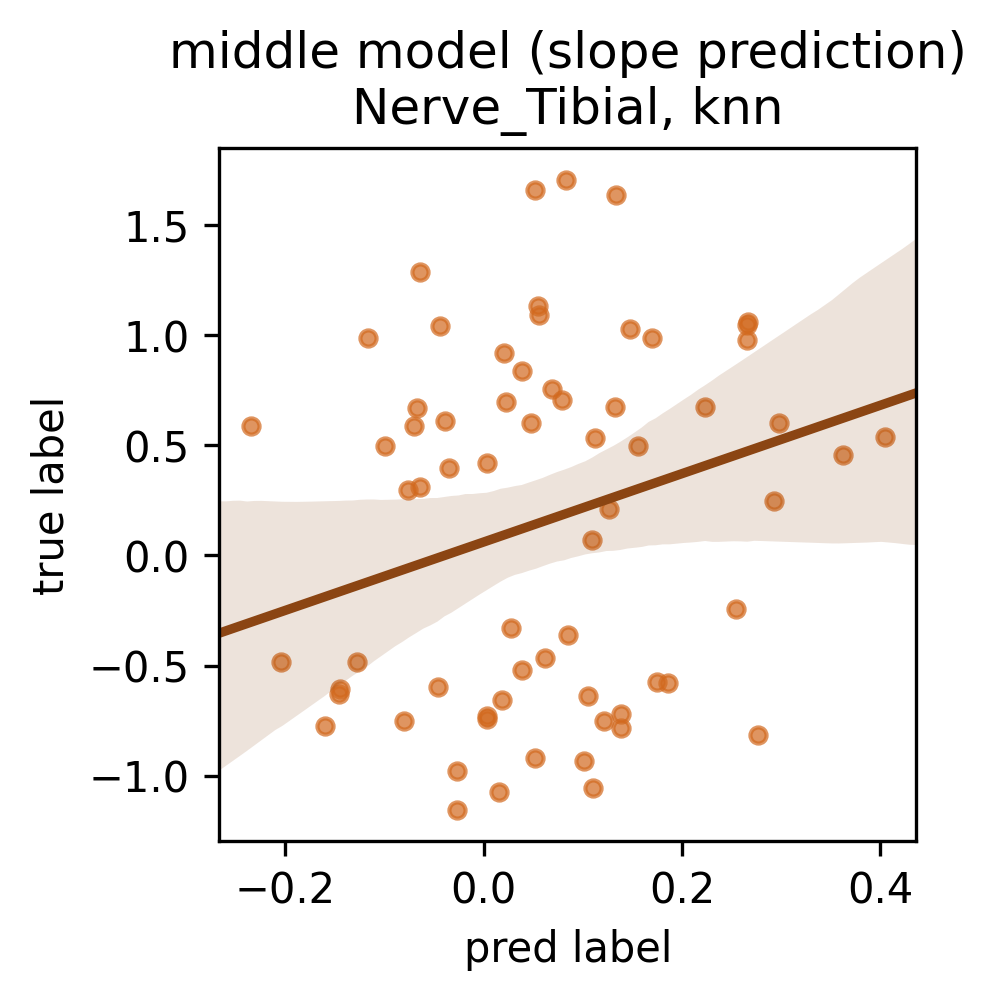 middle model (slope prediction)
Nerve_Tibial, knn
1.5
1.0
0.5
0.0
−0.5
−1.0
true label
−0.2
0.0
0.2
0.4
pred label